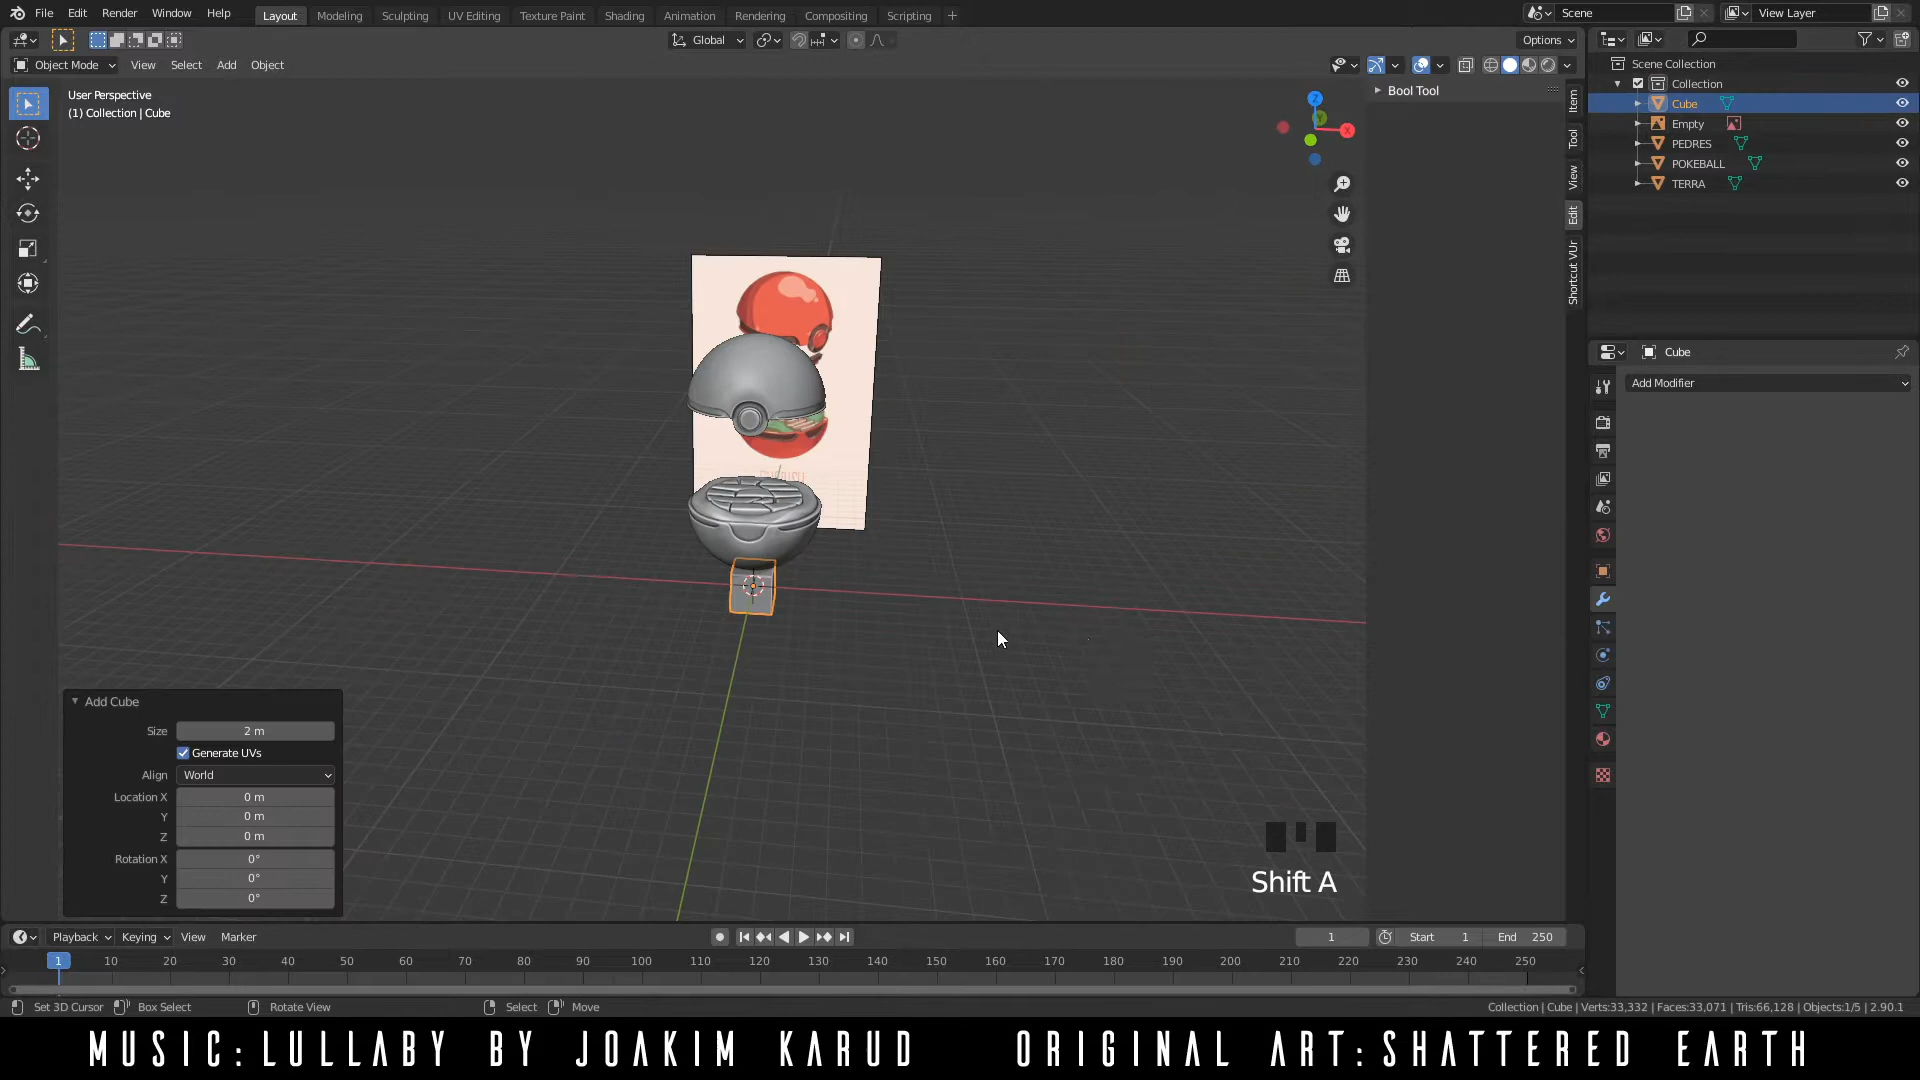 File Edit Render Window Help Layout Modeling Sculpting UV Editing Texture Paint Shading Animation Rendering Compositing Scripting + Scene View Layer
Global Options
Object Mode View Select Add Object
User Perspective
(1) Collection | Cube
Z
Y
X
Bool Tool
Item
Tool
View
Edit
Shortcut VUr
Scene Collection
Collection
Cube
Empty
PEDRES
POKEBALL
TERRA
Cube
Add Modifier
Add Cube
Size 2 m
Generate UVs
Align World
Location X 0 m
Y 0 m
Z 0 m
Rotation X 0°
Y 0°
Z 0°
Shift A
Playback Keying View Marker 1 Start 1 End 250
1 10 20 30 40 50 60 70 80 90 100 110 120 130 140 150 160 170 180 190 200 210 220 230 240 250
Set 3D Cursor Box Select Rotate View Select Move Collection | Cube | Verts:33,332 | Faces:33,071 | Tris:66,128 | Objects:1/5 | 2.90.1
MUSIC:LULLABY BY JOAKIM KARUD ORIGINAL ART:SHATTERED EARTH